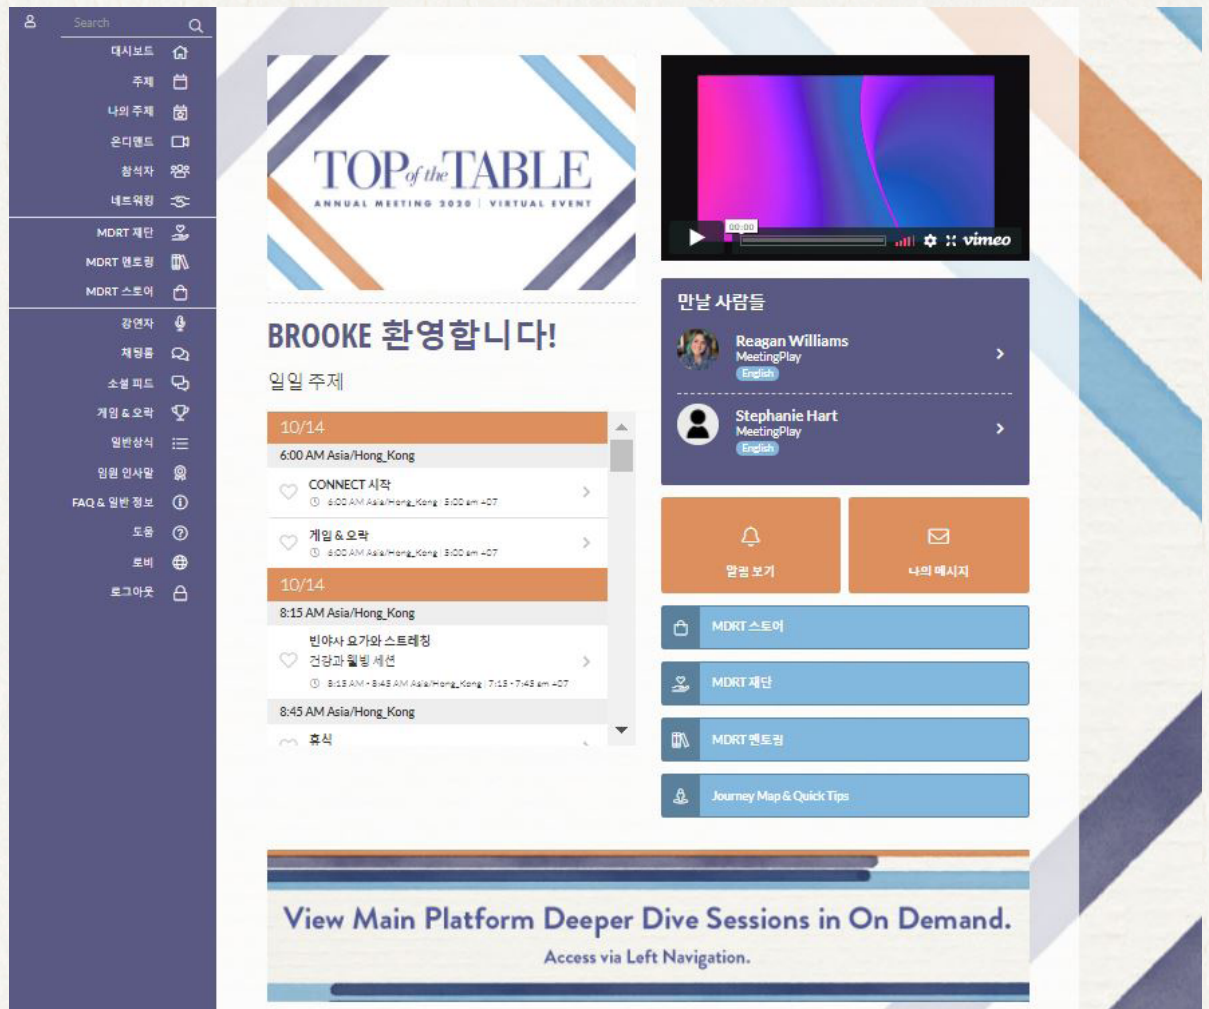 Search
대시보드
주제
나의 주제
온디맨드
참석자
네트워킹
MDRT 재단
MDRT 멘토링
MDRT 스토어
강연자
채팅룸
소셜 피드
게임 & 오락
일반상식
임원 인사말
FAQ & 일반 정보
도움
로비
로그아웃
TOP of the TABLE
ANNUAL MEETING 2020 | VIRTUAL EVENT
BROOKE 환영합니다!
일일 주제
10/14
6:00 AM Asia/Hong_Kong
CONNECT 시작
6:00 AM Asia/Hong_Kong | 5:00 am +07
게임 & 오락
6:00 AM Asia/Hong_Kong | 5:00 am +07
10/14
8:15 AM Asia/Hong_Kong
빈야사 요가와 스트레칭
건강과 웰빙 세션
8:15 AM - 8:45 AM Asia/Hong_Kong | 7:15 - 7:45 am +07
8:45 AM Asia/Hong_Kong
휴식
00:00
vimeo
만날 사람들
Reagan Williams
MeetingPlay
English
Stephanie Hart
MeetingPlay
English
알림 보기
나의 메시지
MDRT 스토어
MDRT 재단
MDRT 멘토링
Journey Map & Quick Tips
View Main Platform Deeper Dive Sessions in On Demand.
Access via Left Navigation.